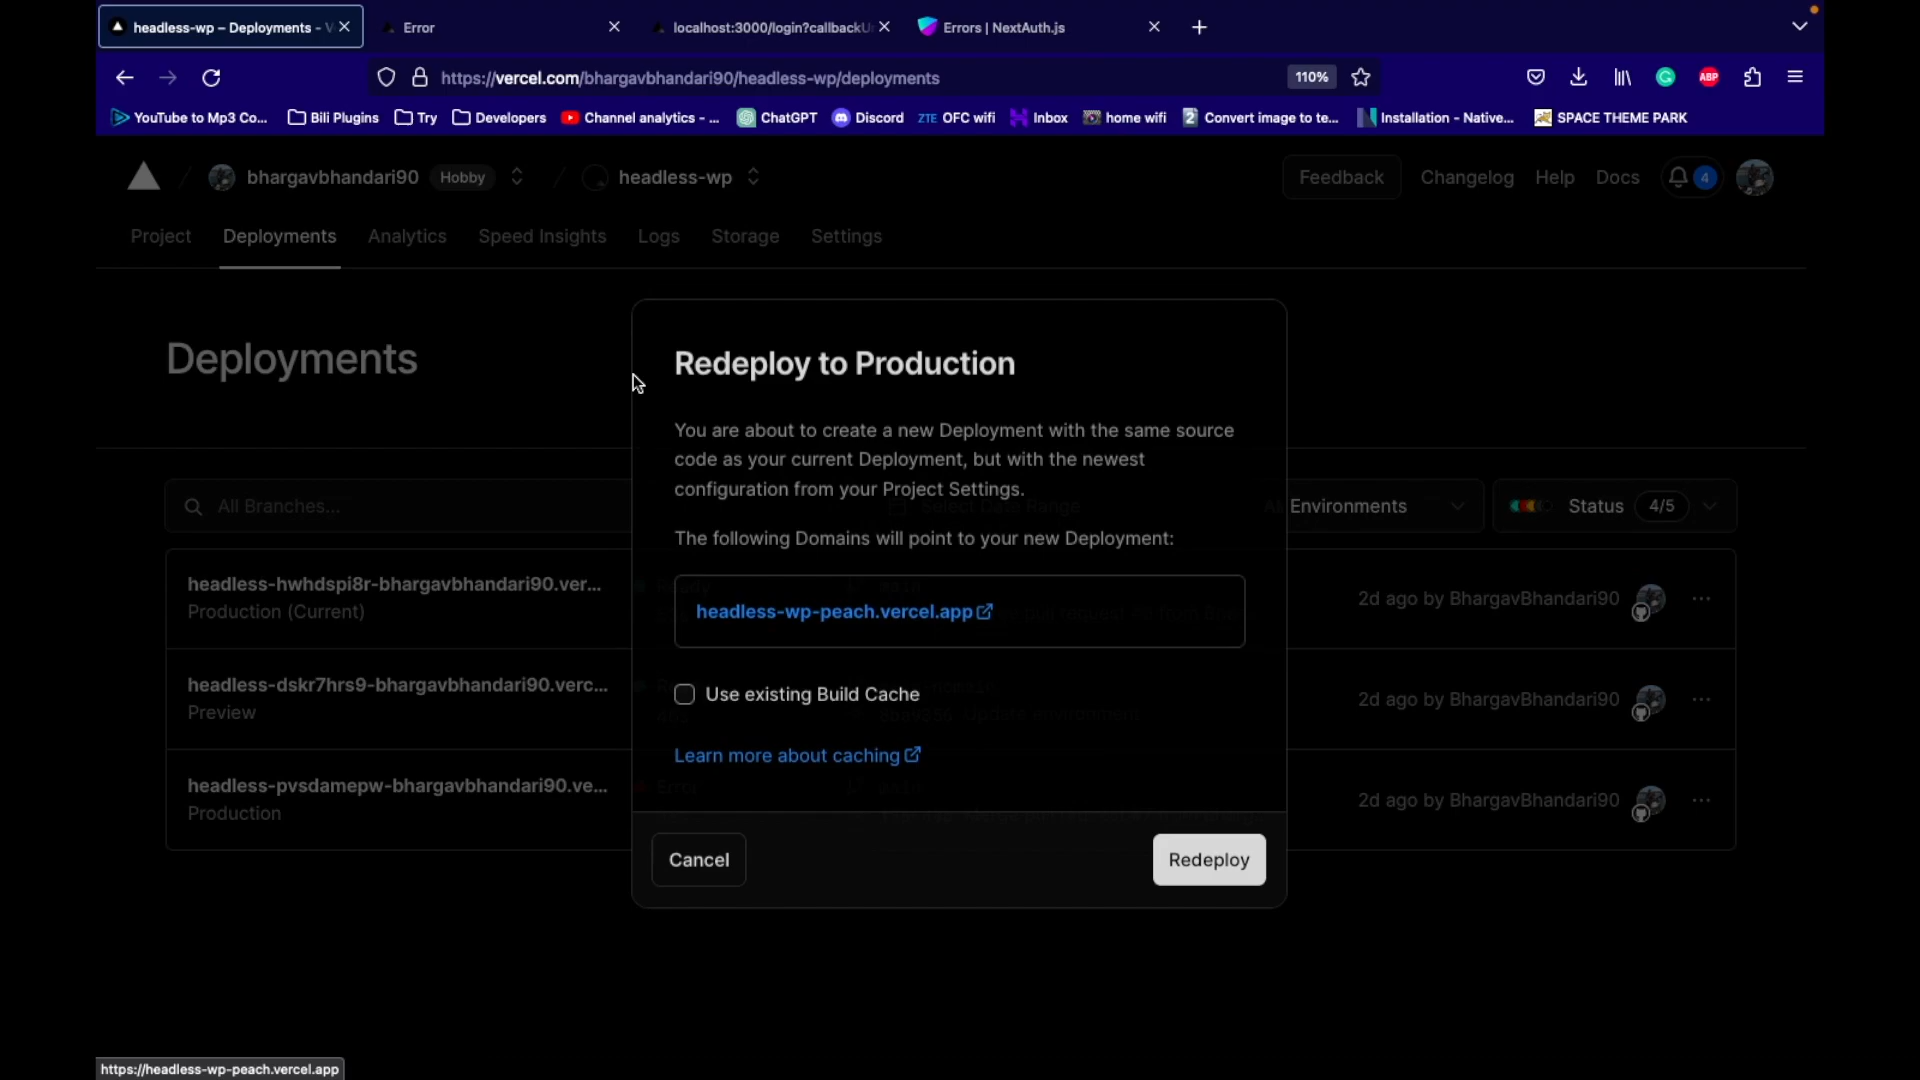 headless-wp – Deployments - V
Error
localhost:3000/login?callbackU
Errors | NextAuth.js
https://vercel.com/bhargavbhandari90/headless-wp/deployments
110%
ABP
YouTube to Mp3 Co...
Bili Plugins
Try
Developers
Channel analytics - ...
ChatGPT
Discord
ZTE OFC wifi
Inbox
home wifi
Convert image to te...
Installation - Native...
SPACE THEME PARK
bhargavbhandari90 Hobby
headless-wp
Feedback
Changelog
Help
Docs
4
Project
Deployments
Analytics
Speed Insights
Logs
Storage
Settings
Deployments
All Branches...
Select Date Range
Environments
Status 4/5
headless-hwhdspi8r-bhargavbhandari90.ver...
Production (Current)
2d ago by BhargavBhandari90
headless-dskr7hrs9-bhargavbhandari90.verc...
Preview
2d ago by BhargavBhandari90
headless-pvsdamepw-bhargavbhandari90.ve...
Production
Error
2d ago by BhargavBhandari90
Redeploy to Production
You are about to create a new Deployment with the same source
code as your current Deployment, but with the newest
configuration from your Project Settings.
The following Domains will point to your new Deployment:
headless-wp-peach.vercel.app
Use existing Build Cache
Learn more about caching
Cancel
Redeploy
https://headless-wp-peach.vercel.app